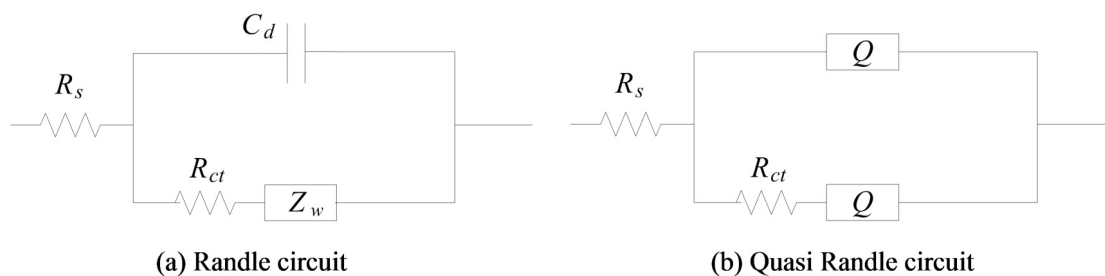 C_d
R_s
R_ct
Z_w
(a) Randle circuit
Q
R_s
R_ct
Q
(b) Quasi Randle circuit